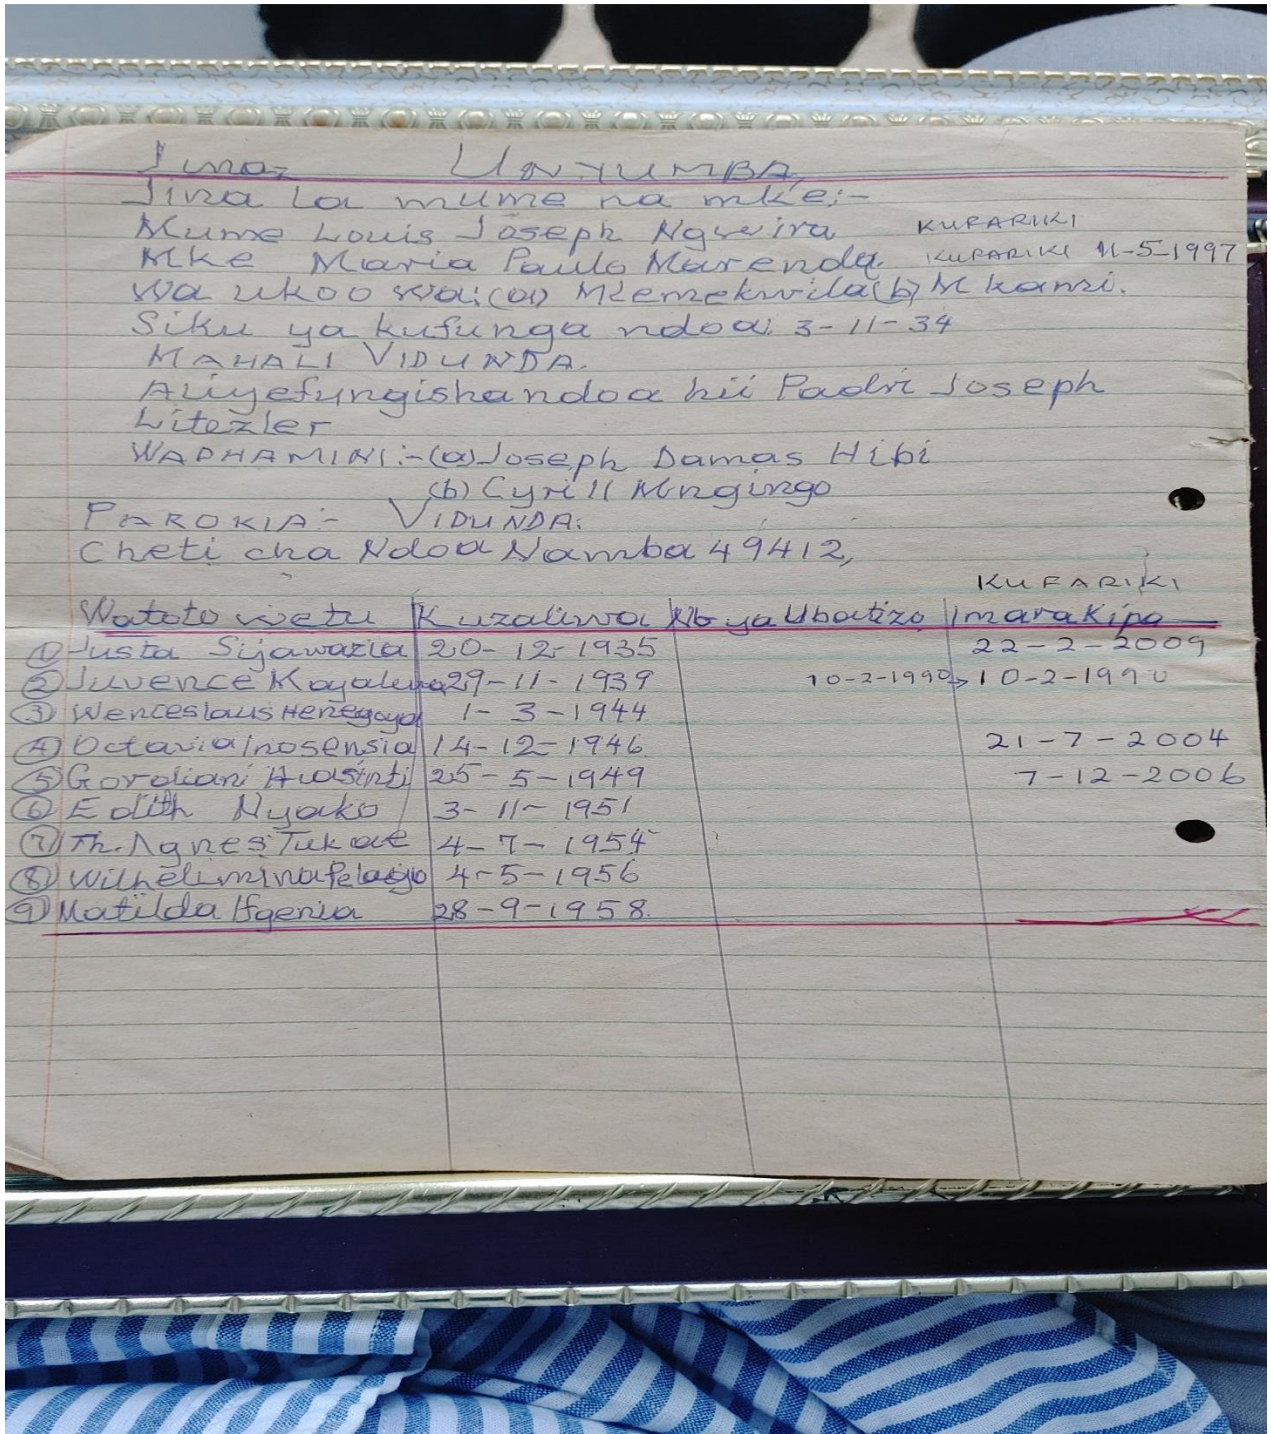 Jina UNYUMBA
Jina la mume na mke:-
Mume Louis Joseph Ngwira KUFARIKI
Mke Maria Paulo Marenda. KUFARIKI 11-5-1997
Wa ukoo wa: (a) Mlemekwila (b) Mkami.
Siku ya kufunga ndoa: 3-11-34
MAHALI VIDUNDA.
Aliyefungisha ndoa hii Padri Joseph
Litezler
WADHAMINI:- (a) Joseph Damas Hibi
(b) Cyrill Mngingo
PAROKIA:- VIDUNDA:
Cheti cha Ndoa Namba 49412,
KUFARIKI
Watoto wetu Kuzaliwa Nb ya Ubatizo Imara Kipa
1 Justa Sijawazia 20-12-1935 22-2-2009
2 Juvence 29-11-1939 10-2-1990 10-2-1990
3 Wenceslaus 1-3-1944
4 Octavia Inosensia 14-12-1946 21-7-2004
5 Gordiani 25-5-1949 7-12-2006
6 Edith Nyako 3-11-1951
7 Th. Agnes Tukae 4-7-1954
8 Wilhelimina Pelagio 4-5-1956
9 Matilda Ifgenia 28-9-1958.